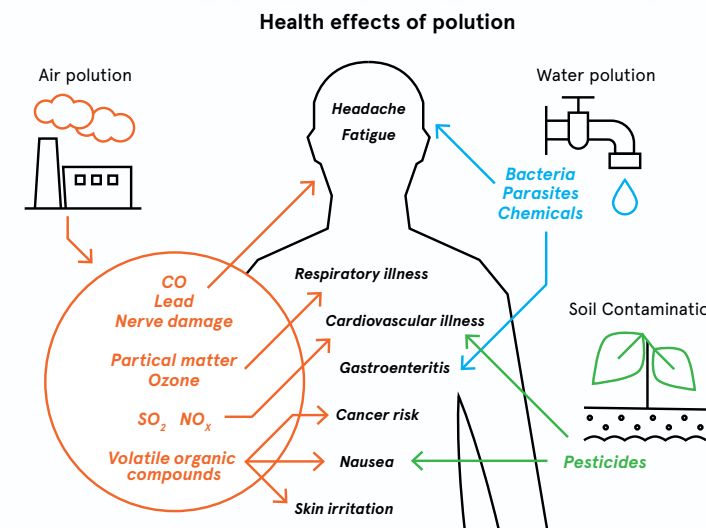 Health effects of polution
Air polution
Water polution
Headache
Fatigue
Bacteria
Parasites
Chemicals
CO
Lead
Nerve damage
Respiratory illness
Soil Contaminatio
Cardiovascular illness
Partical matter
Ozone
Gastroenteritis
SO₂ NOₓ
Cancer risk
Volatile organic
compounds
Nausea
Pesticides
Skin irritation